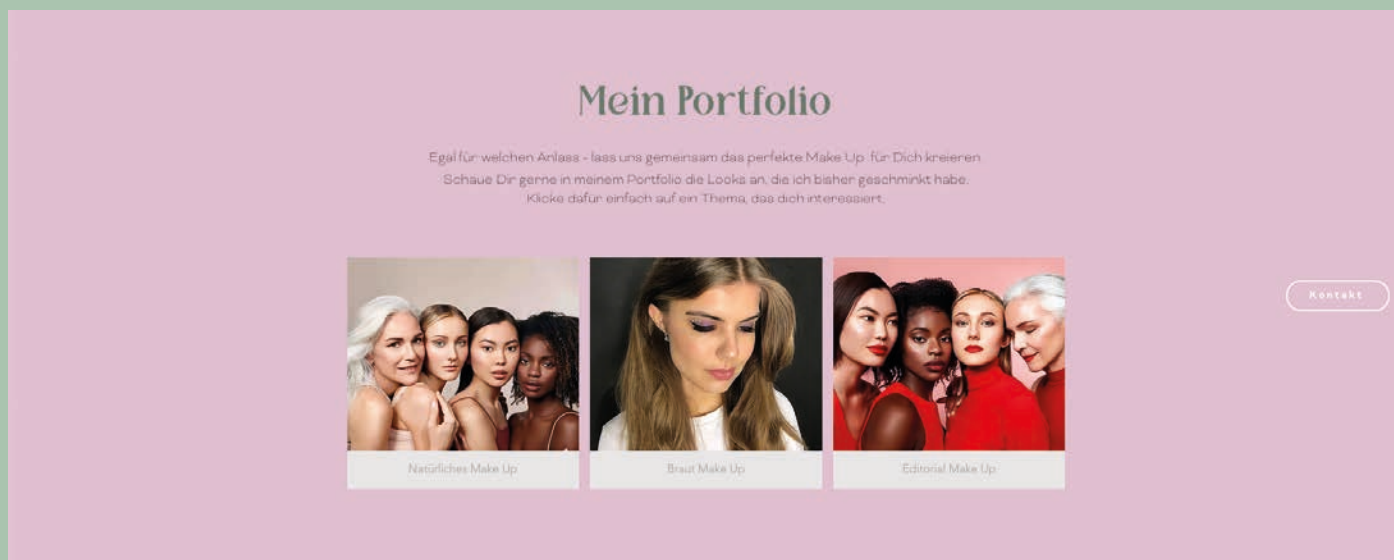 Mein Portfolio
Egal für welchen Anlass - lass uns gemeinsam das perfekte Make Up für Dich kreieren
Schaue Dir gerne in meinem Portfolio die Looks an, die ich bisher geschminkt habe.
Klicke dafür einfach auf ein Thema, das dich interessiert.
Kontakt
Natürliches Make Up
Braut Make Up
Editorial Make Up